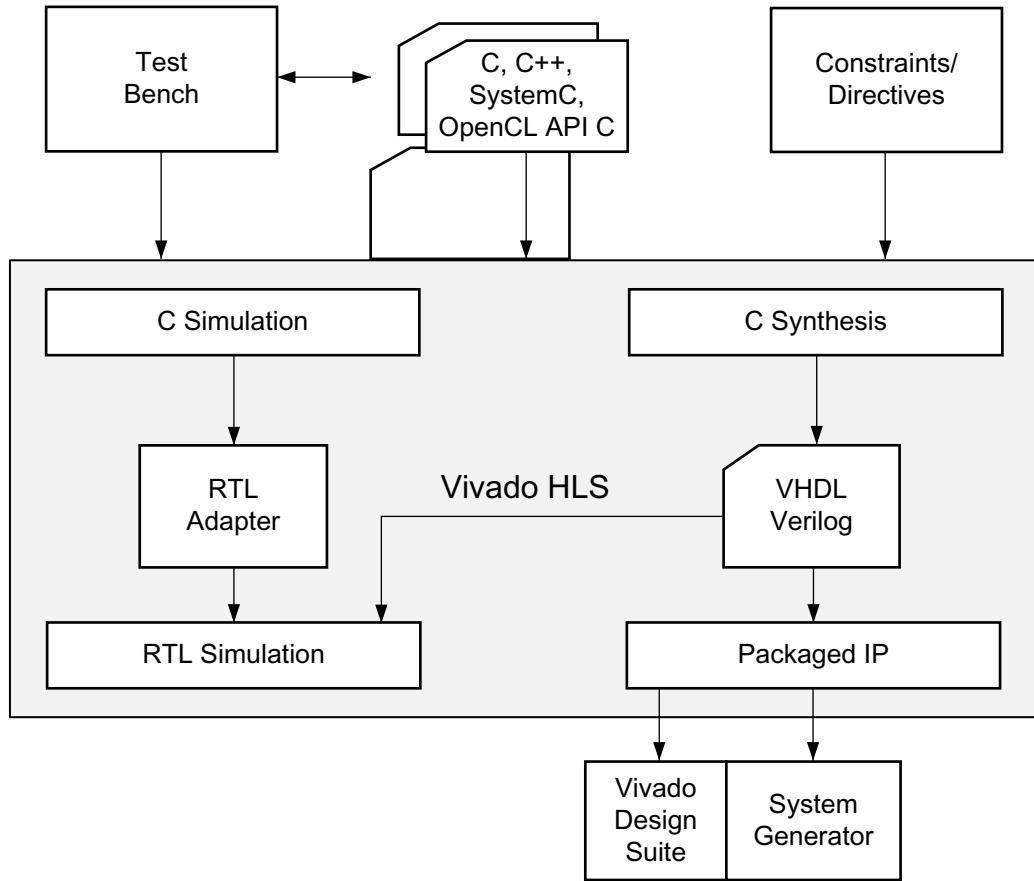 Test
Bench
C, C++,
SystemC,
OpenCL API C
Constraints/
Directives
C Simulation
C Synthesis
RTL
Adapter
Vivado HLS
VHDL
Verilog
RTL Simulation
Packaged IP
Vivado
Design
Suite
System
Generator